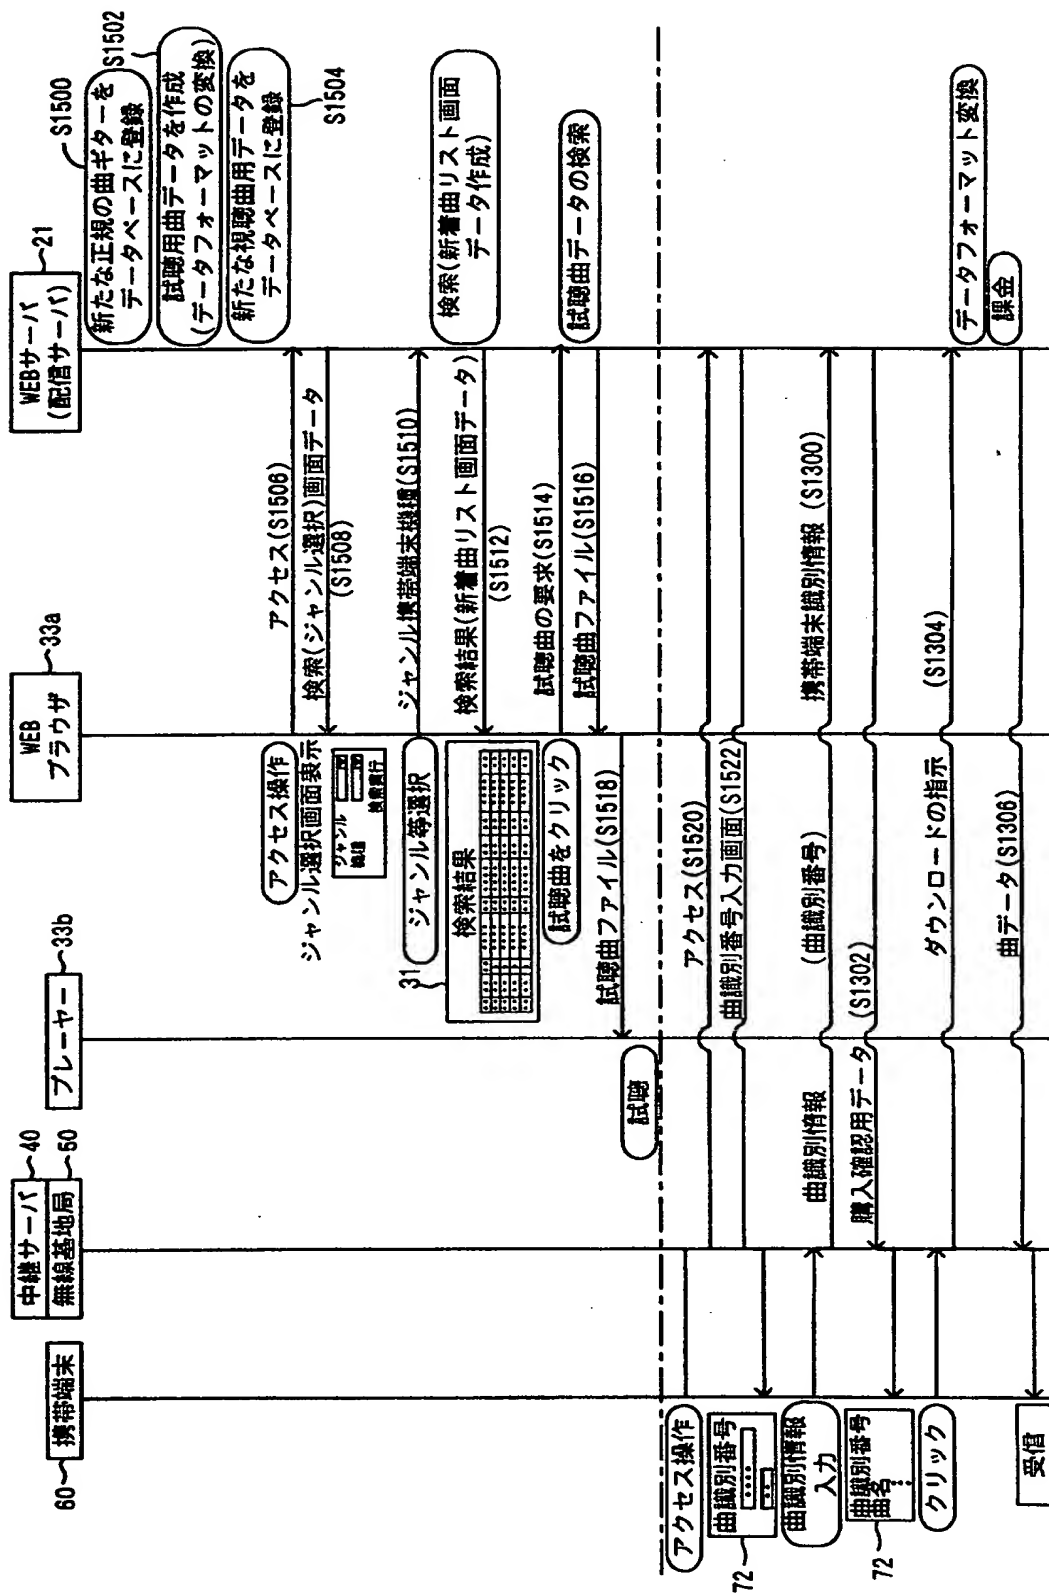 60
携帯端末
中継サーバ
40
無線基地局
50
プレーヤー
33b
WEB
ブラウザ
33a
WEBサーバ
(配信サーバ)
21
新たな正規の曲ギターを
データベースに登録
S1500
試聴用曲データを作成
(データフォーマットの変換)
S1502
新たな視聴曲用データを
データベースに登録
S1504
アクセス操作
アクセス(S1506)
ジャンル選択画面表示
検索(ジャンル選択)画面データ
(S1508)
ジャンル
機種
検索実行
ジャンル等選択
ジャンル携帯端末機種(S1510)
検索(新着曲リスト画面
データ作成)
31
検索結果
検索結果(新着曲リスト画面データ)
(S1512)
試聴曲をクリック
試聴曲の要求(S1514)
試聴曲データの検索
試聴曲ファイル(S1516)
試聴曲ファイル(S1518)
試聴
アクセス操作
アクセス(S1520)
曲識別番号入力画面(S1522)
曲識別番号
72
曲識別情報
入力
曲識別情報
(曲識別番号)
携帯端末識別情報 (S1300)
購入確認用データ (S1302)
曲識別番号
曲名
72
クリック
ダウンロードの指示
(S1304)
データフォーマット変換
課金
曲データ(S1306)
受信